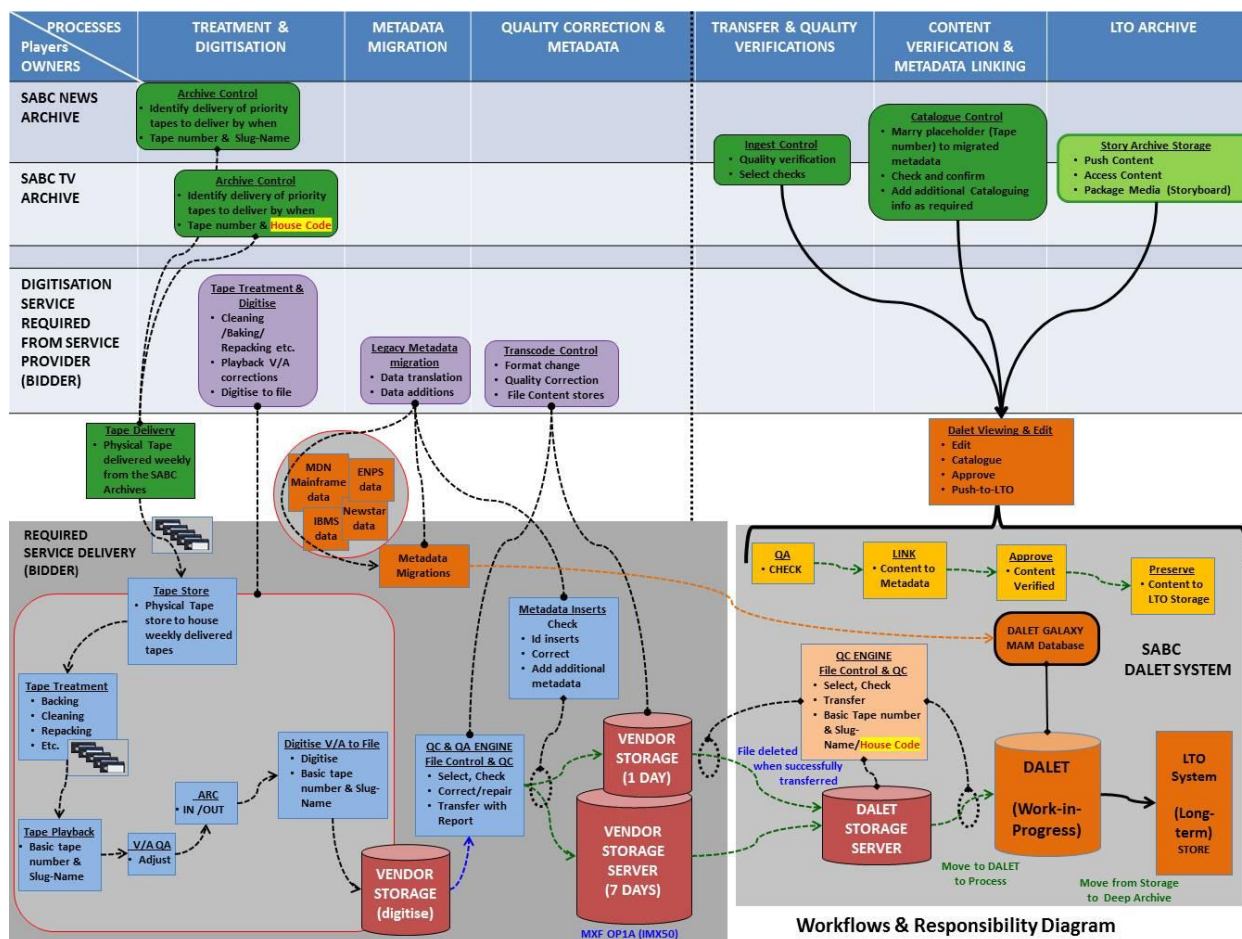 PROCESSES
Players
OWNERS
TREATMENT &
DIGITISATION
METADATA
MIGRATION
QUALITY CORRECTION &
METADATA
TRANSFER & QUALITY
VERIFICATIONS
CONTENT
VERIFICATION &
METADATA LINKING
LTO ARCHIVE
SABC NEWS
ARCHIVE
Archive Control
• Identify delivery of priority
tapes to deliver by when
• Tape number & Slug-Name
Ingest Control
• Quality verification
• Select checks
Catalogue Control
• Marry placeholder (Tape
number) to migrated
metadata
• Check and confirm
• Add additional Cataloguing
info as required
Story Archive Storage
• Push Content
• Access Content
• Package Media (Storyboard)
SABC TV
ARCHIVE
Archive Control
• Identify delivery of priority
tapes to deliver by when
• Tape number & House Code
DIGITISATION
SERVICE
REQUIRED
FROM SERVICE
PROVIDER
(BIDDER)
Tape Treatment &
Digitise
• Cleaning
/Baking/
Repacking etc.
• Playback V/A
corrections
• Digitise to file
Legacy Metadata
migration
• Data translation
• Data additions
Transcode Control
• Format change
• Quality Correction
• File Content stores
Tape Delivery
• Physical Tape
delivered weekly
from the SABC
Archives
MDN
Mainframe
data
ENPS
data
IBMS
data
Newstar
data
Dalet Viewing & Edit
• Edit
• Catalogue
• Approve
• Push-to-LTO
REQUIRED
SERVICE DELIVERY
(BIDDER)
Metadata
Migrations
QA
• CHECK
LINK
• Content to
Metadata
Approve
• Content
Verified
Preserve
• Content to
LTO Storage
Tape Store
• Physical Tape
store to house
weekly delivered
tapes
Metadata Inserts
Check
• Id inserts
• Correct
• Add additional
metadata
DALET GALAXY
MAM Database
SABC
DALET SYSTEM
QC ENGINE
File Control & QC
• Select, Check
• Transfer
• Basic Tape number
& Slug-
Name/House Code
Tape Treatment
• Backing
• Cleaning
• Repacking
• Etc.
Digitise V/A to File
• Digitise
• Basic tape
number & Slug-
Name
QC & QA ENGINE
File Control & QC
• Select, Check
• Correct/repair
• Transfer with
Report
VENDOR
STORAGE
(1 DAY)
File deleted
when successfully
transferred
ARC
• IN /OUT
Tape Playback
• Basic tape
number &
Slug-Name
V/A QA
• Adjust
VENDOR
STORAGE
(digitise)
VENDOR
STORAGE
SERVER
(7 DAYS)
DALET
STORAGE
SERVER
DALET
(Work-in-
Progress)
LTO
System
(Long-
term)
STORE
Move to DALET
to Process
Move from Storage
to Deep Archive
MXF OP1A (IMX50)
Workflows & Responsibility Diagram